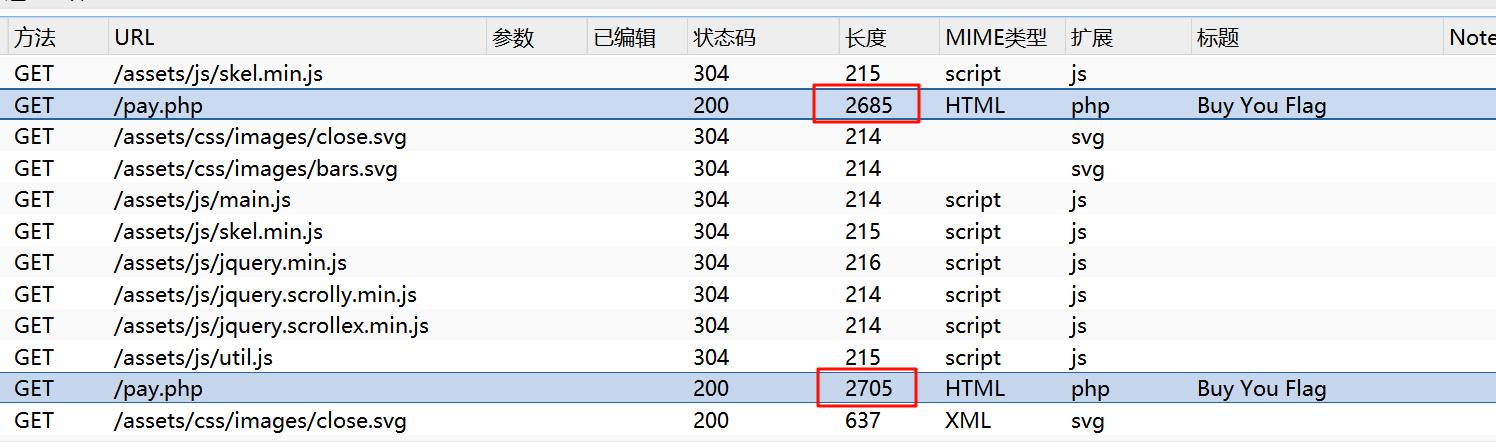 方法 URL 参数 已编辑 状态码 长度 MIME类型 扩展 标题 Note
GET /assets/js/skel.min.js 304 215 script js
GET /pay.php 200 2685 HTML php Buy You Flag
GET /assets/css/images/close.svg 304 214 svg
GET /assets/css/images/bars.svg 304 214 svg
GET /assets/js/main.js 304 214 script js
GET /assets/js/skel.min.js 304 215 script js
GET /assets/js/jquery.min.js 304 216 script js
GET /assets/js/jquery.scrolly.min.js 304 214 script js
GET /assets/js/jquery.scrollex.min.js 304 214 script js
GET /assets/js/util.js 304 215 script js
GET /pay.php 200 2705 HTML php Buy You Flag
GET /assets/css/images/close.svg 200 637 XML svg